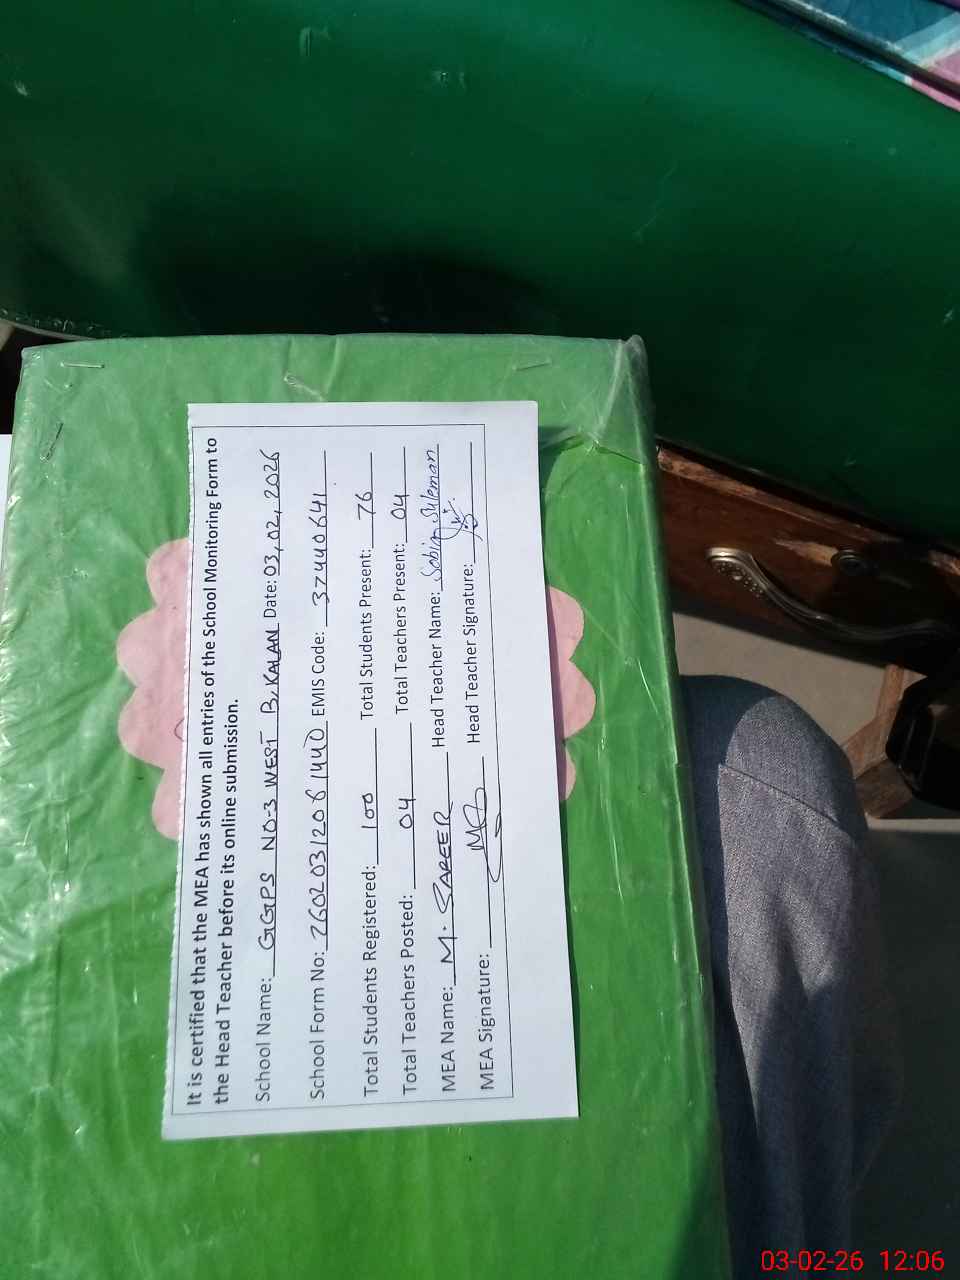 It is certified that the MEA has shown all entries of the School Monitoring Form to
the Head Teacher before its online submission.
School Name: GGPS NO-3 WEST B.KALAN Date: 03,02,2026
School Form No: 26020312061440 EMIS Code: 37440641
Total Students Registered: 100 Total Students Present: 76
Total Teachers Posted: 04 Total Teachers Present: 04
MEA Name: M. SAREER Head Teacher Name: Sobia Suleman
MEA Signature: Head Teacher Signature:
03-02-26 12:06